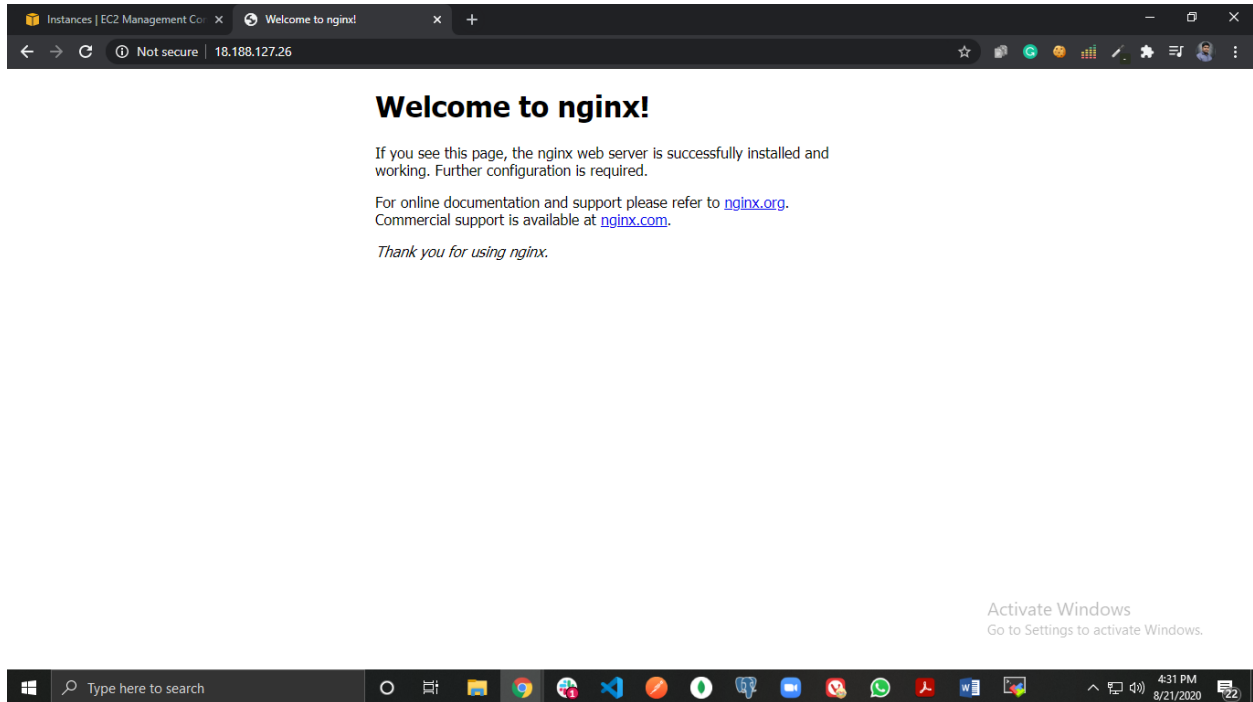 Instances | EC2 Management Con
Welcome to nginx!
Not secure | 18.188.127.26
Welcome to nginx!
If you see this page, the nginx web server is successfully installed and
working. Further configuration is required.
For online documentation and support please refer to nginx.org.
Commercial support is available at nginx.com.
Thank you for using nginx.
Activate Windows
Go to Settings to activate Windows.
Type here to search
4:31 PM
8/21/2020
22